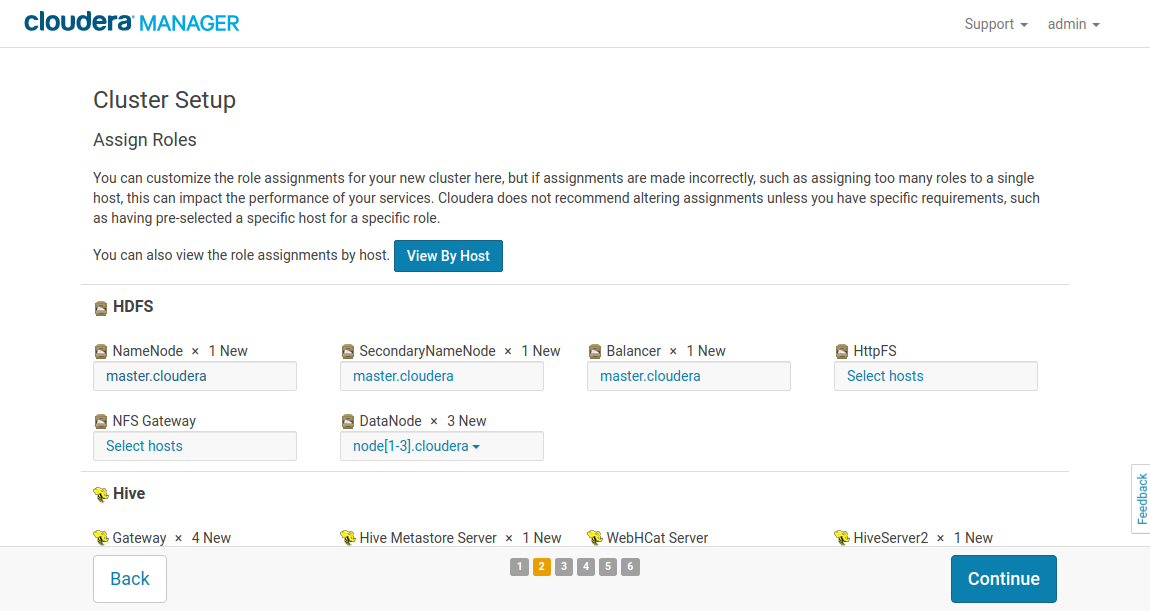 cloudera MANAGER
Support admin
Cluster Setup
Assign Roles
You can customize the role assignments for your new cluster here, but if assignments are made incorrectly, such as assigning too many roles to a single
host, this can impact the performance of your services. Cloudera does not recommend altering assignments unless you have specific requirements, such
as having pre-selected a specific host for a specific role.
You can also view the role assignments by host. View By Host
HDFS
NameNode × 1 New SecondaryNameNode × 1 New Balancer × 1 New HttpFS
master.cloudera master.cloudera master.cloudera Select hosts
NFS Gateway DataNode × 3 New
Select hosts node[1-3].cloudera
Hive
Gateway × 4 New Hive Metastore Server × 1 New WebHCat Server HiveServer2 × 1 New
Feedback
Back 1 2 3 4 5 6 Continue